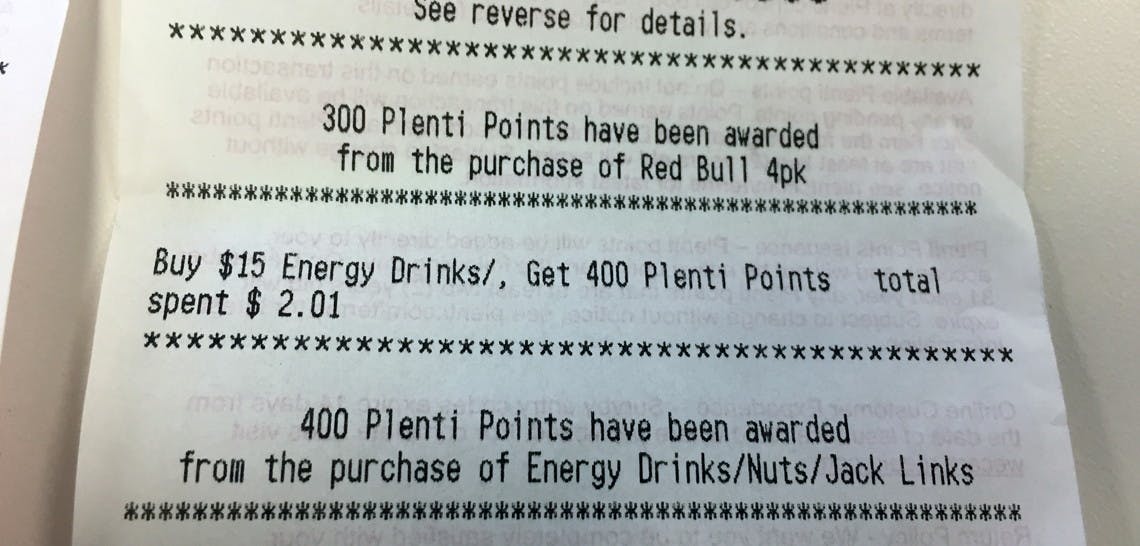 See reverse for details.
******************************************
300 Plenti Points have been awarded
from the purchase of Red Bull 4pk
**********************************************************
Buy $15 Energy Drinks/, Get 400 Plenti Points total
spent $ 2.01
******************************************
400 Plenti Points have been awarded
from the purchase of Energy Drinks/Nuts/Jack Links
**********************************************************